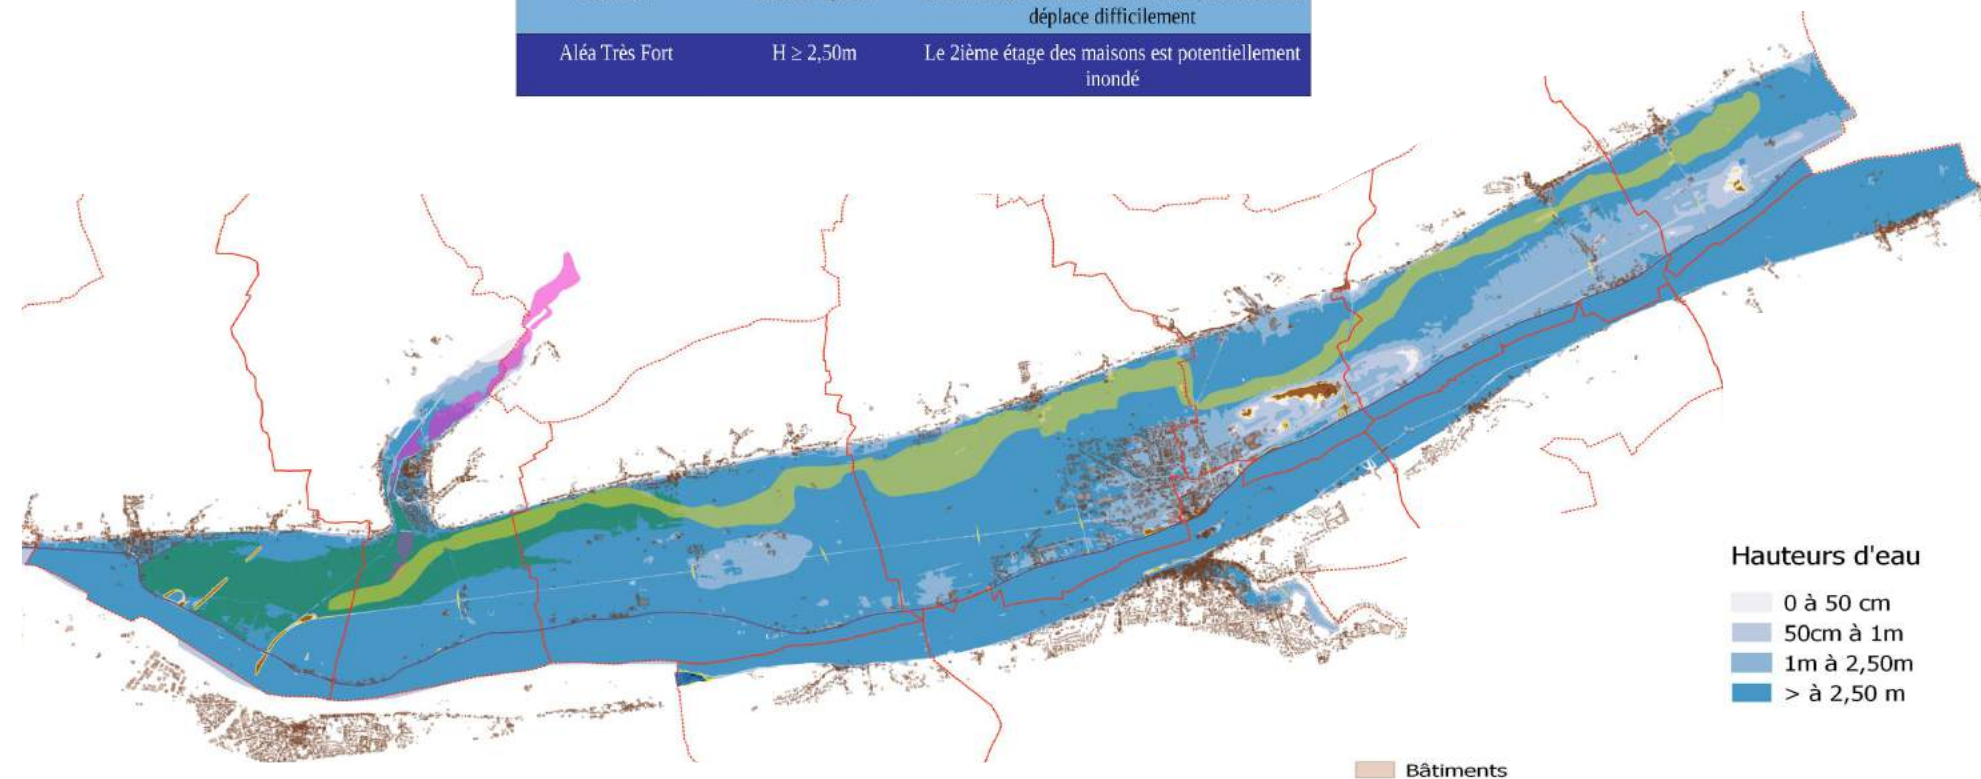 déplace difficilement
Aléa Très Fort H ≥ 2,50m Le 2ième étage des maisons est potentiellement
inondé
Hauteurs d'eau
0 à 50 cm
50cm à 1m
1m à 2,50m
> à 2,50 m
Bâtiments